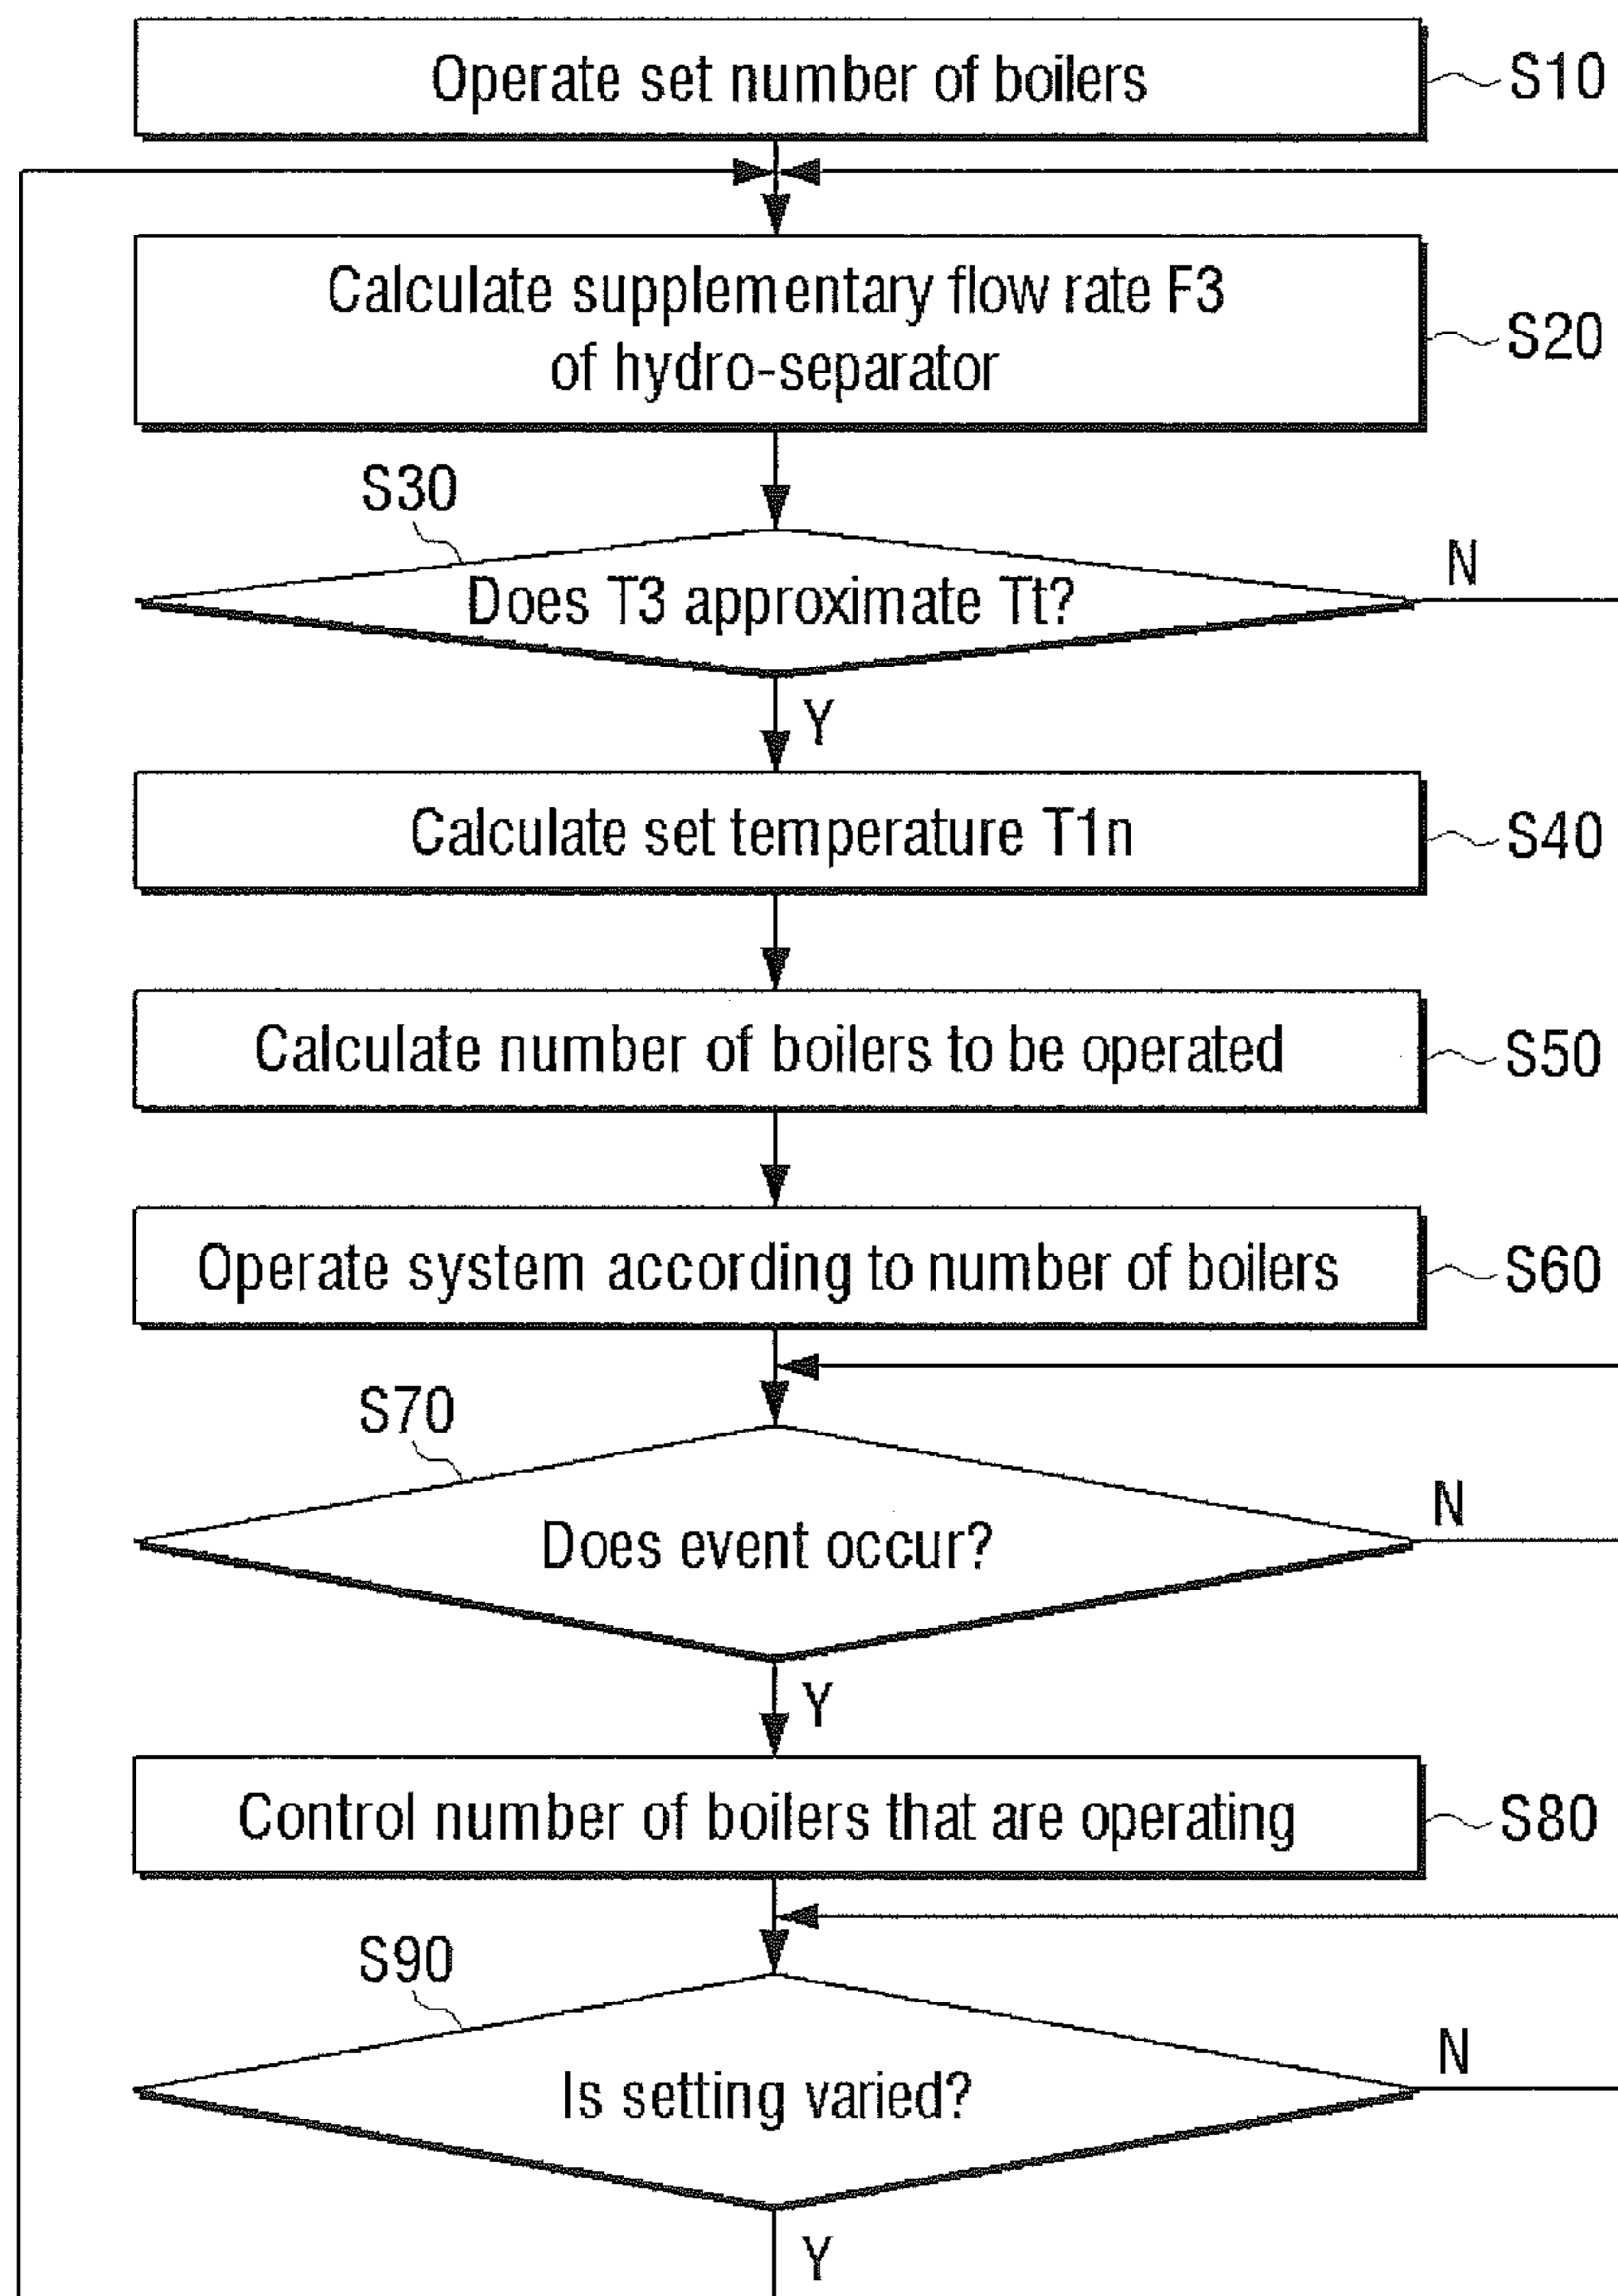 Operate set number of boilers
S10
Calculate supplementary flow rate F3
of hydro-separator
S20
S30
Does T3 approximate Tt?
N
Y
Calculate set temperature T1n
S40
Calculate number of boilers to be operated
S50
Operate system according to number of boilers
S60
S70
Does event occur?
N
Y
Control number of boilers that are operating
S80
S90
Is setting varied?
N
Y